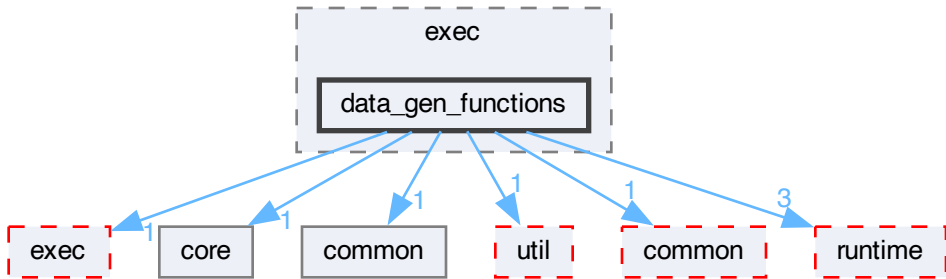 exec
data_gen_functions
1
1
1
1
1
3
exec
core
common
util
common
runtime